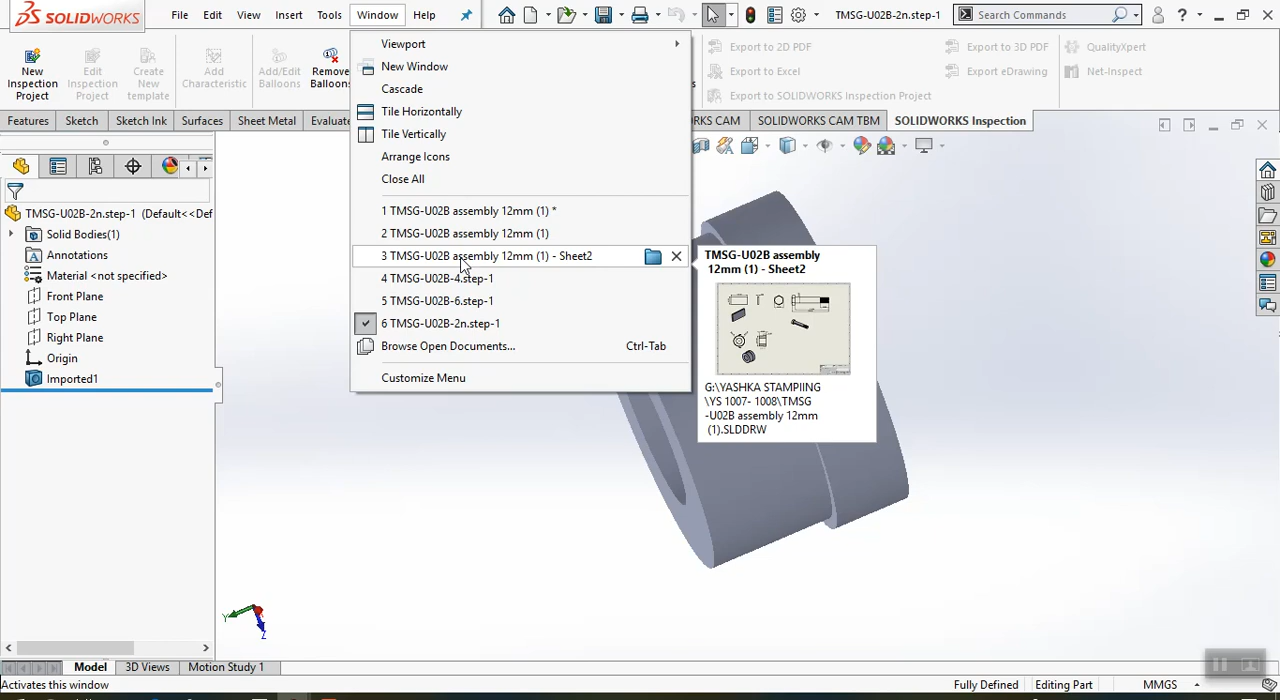 SOLIDWORKS
File Edit View Insert Tools Window Help
TMSG-U02B-2n.step-1
Search Commands
?
New Inspection Project
Edit Inspection Project
Create New template
Add Characteristic
Add/Edit Balloons
Remove Balloons
Export to 2D PDF
Export to Excel
Export to SOLIDWORKS Inspection Project
Export to 3D PDF
Export eDrawing
QualityXpert
Net-Inspect
Features Sketch Sketch Ink Surfaces Sheet Metal Evaluate
RKS CAM SOLIDWORKS CAM TBM SOLIDWORKS Inspection
Viewport
New Window
Cascade
Tile Horizontally
Tile Vertically
Arrange Icons
Close All
1 TMSG-U02B assembly 12mm (1) *
2 TMSG-U02B assembly 12mm (1)
3 TMSG-U02B assembly 12mm (1) - Sheet2
4 TMSG-U02B-4.step-1
5 TMSG-U02B-6.step-1
6 TMSG-U02B-2n.step-1
Browse Open Documents... Ctrl-Tab
Customize Menu
TMSG-U02B assembly
12mm (1) - Sheet2
G:\YASHKA STAMPIING
\YS 1007- 1008\TMSG
-U02B assembly 12mm
(1).SLDDRW
TMSG-U02B-2n.step-1 (Default<<Def
Solid Bodies(1)
Annotations
Material <not specified>
Front Plane
Top Plane
Right Plane
Origin
Imported1
Y
Z
Model 3D Views Motion Study 1
Activates this window
Fully Defined Editing Part MMGS